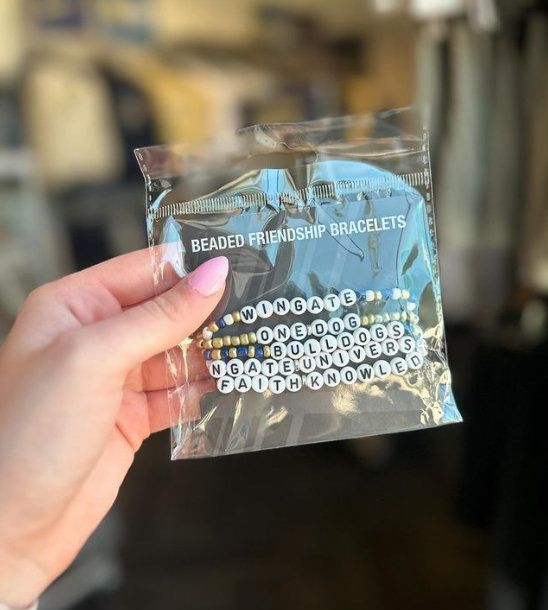 BEADED FRIENDSHIP BRACELETS
WINGATE
ONE DOG
BULLDOGS
NGATE UNIVERS
FAITH KNOWLED